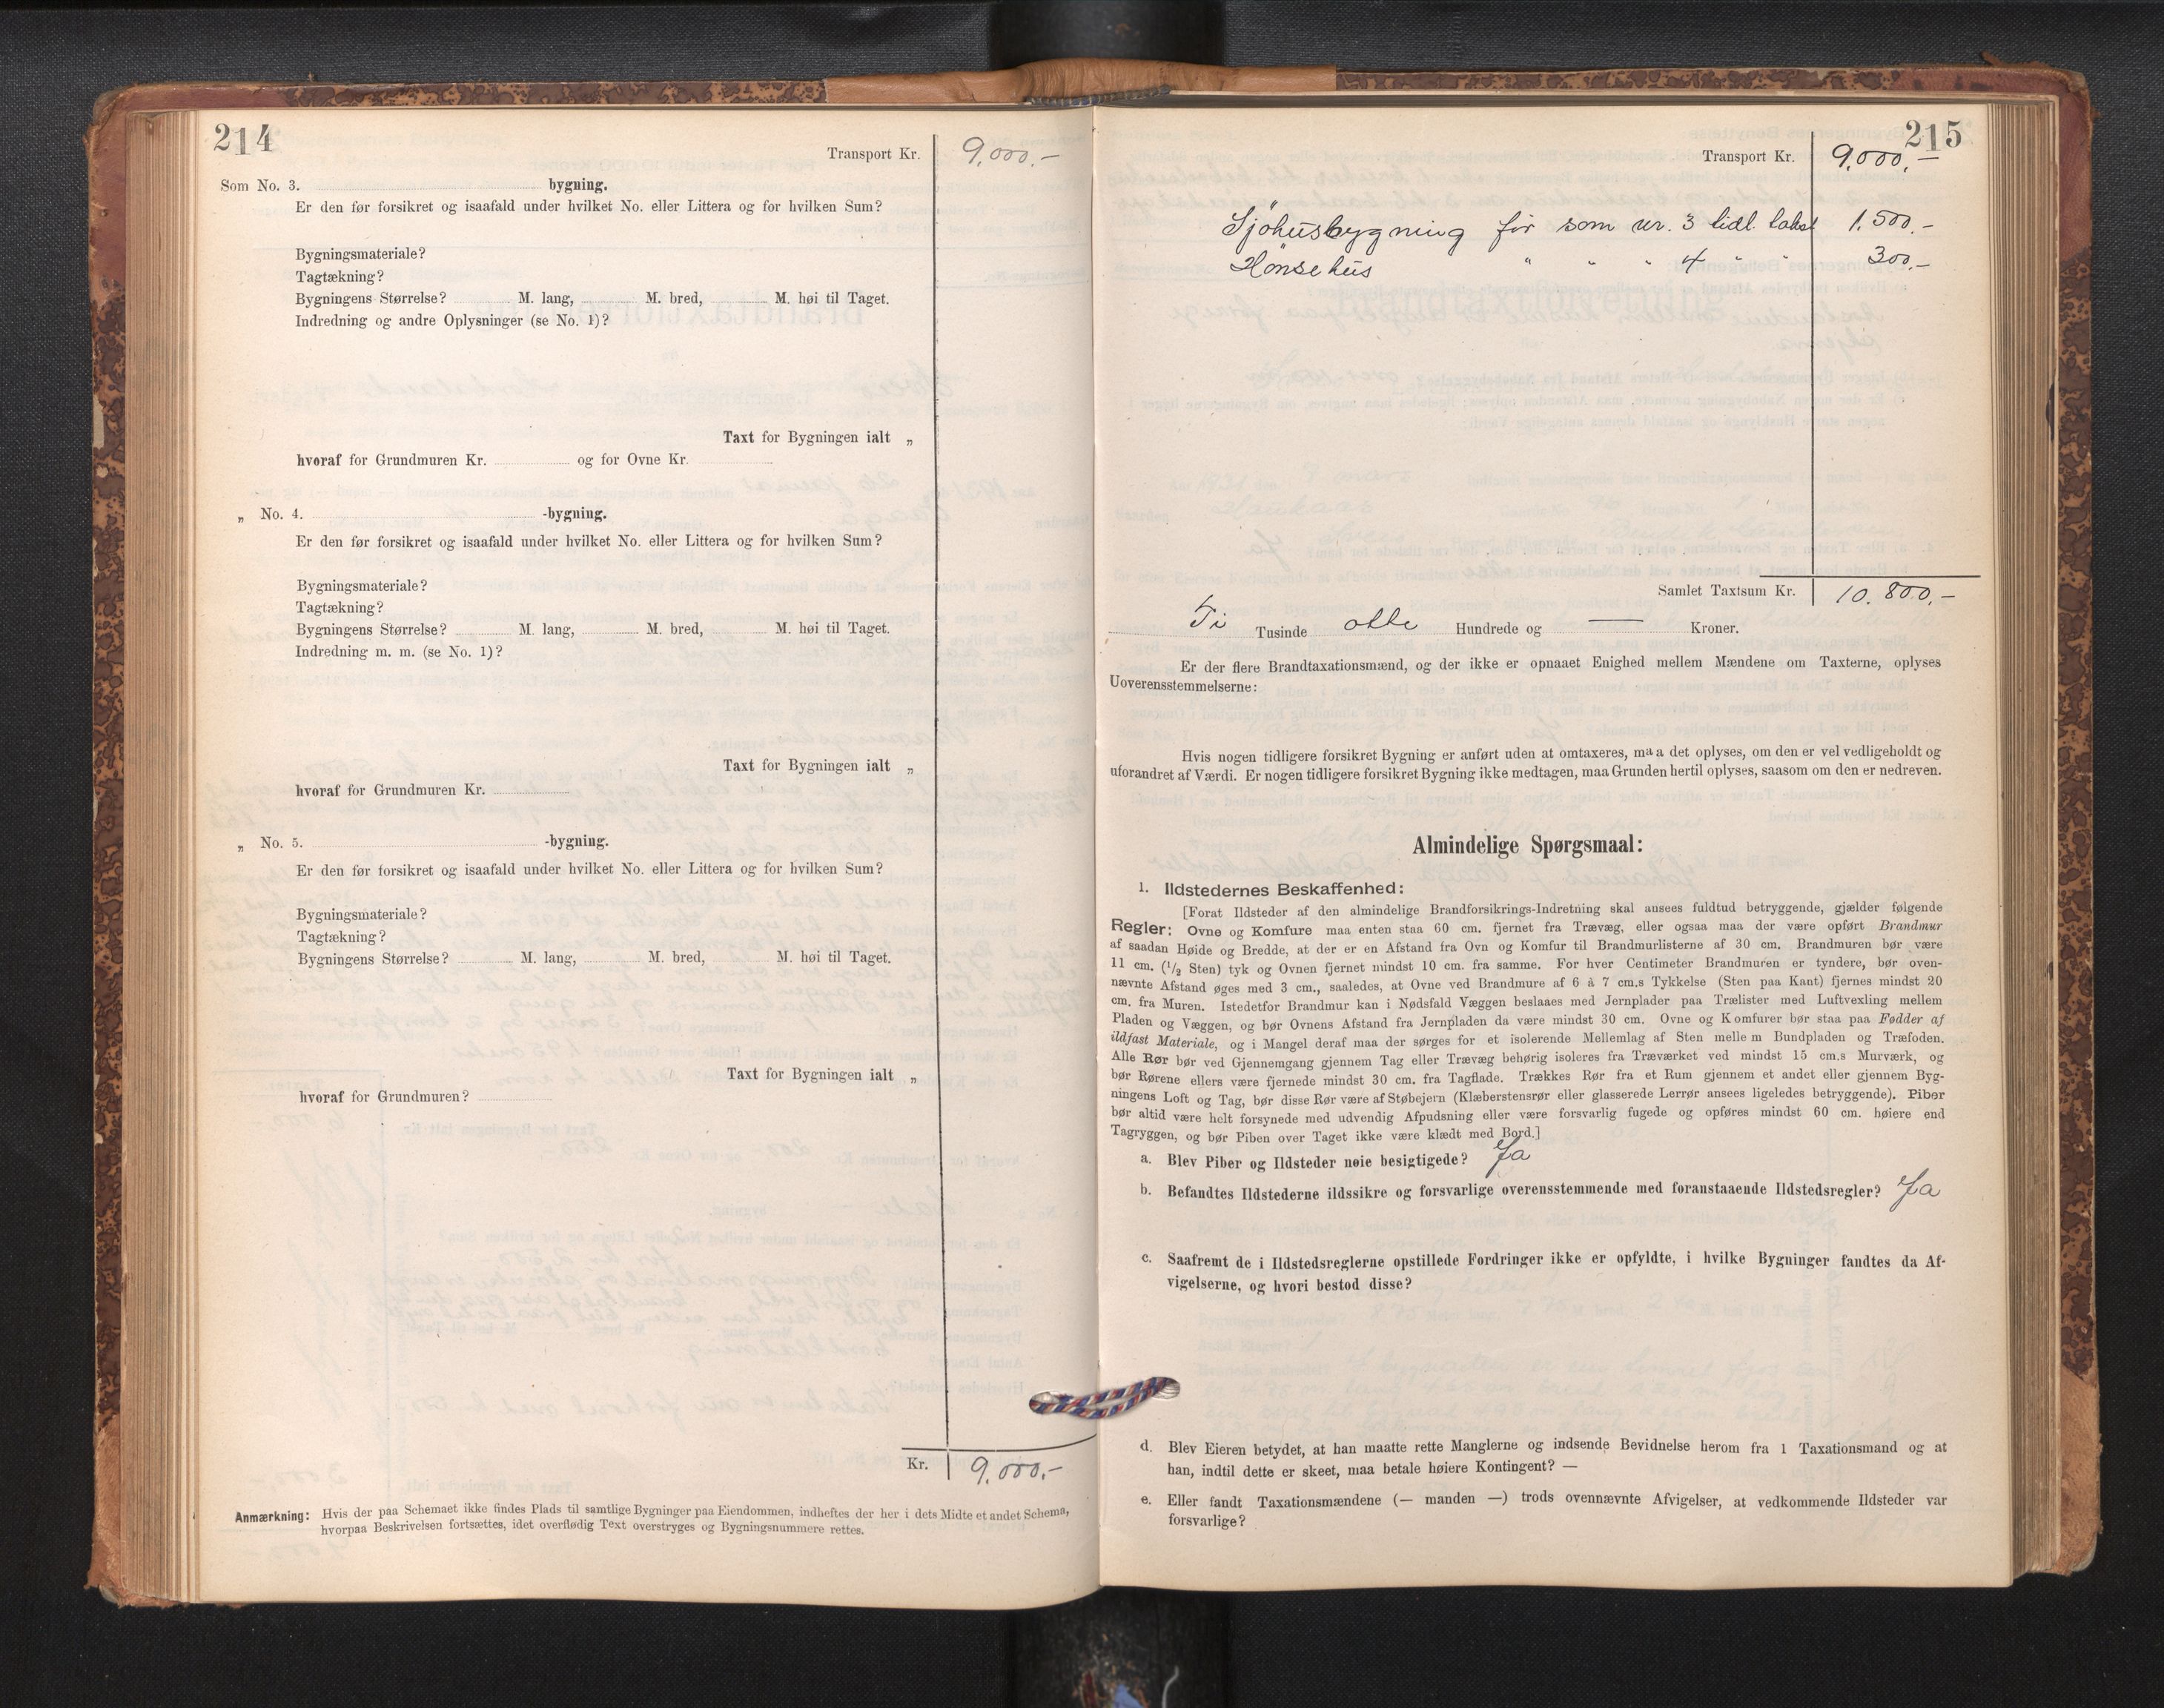 214
Transport Kr. 9,000.-
Som No. 3. bygning.
Er den før forsikret og isaafald under hvilket No. eller Littera og for hvilken Sum?
Bygningsmateriale?
Tagtækning?
Bygningens Størrelse? M. lang, M. bred, M. høi til Taget.
Indredning og andre Oplysninger (se No. 1)?
Taxt for Bygningen ialt „
hvoraf for Grundmuren Kr. og for Ovne Kr.
„ No. 4. -bygning.
Er den før forsikret og isaafald under hvilket No. eller Littera og for hvilken Sum?
Bygningsmateriale?
Tagtækning?
Bygningens Størrelse? M. lang, M. bred, M. høi til Taget.
Indredning m. m. (se No. 1)?
Taxt for Bygningen ialt „
hvoraf for Grundmuren Kr.
„ No. 5. -bygning.
Er den før forsikret og isaafald under hvilket No. eller Littera og for hvilken Sum?
Bygningsmateriale?
Tagtækning?
Bygningens Størrelse? M. lang, M. bred, M. høi til Taget.
Taxt for Bygningen ialt „
hvoraf for Grundmuren?
Kr. 9,000.-
Anmærkning: Hvis der paa Schemaet ikke findes Plads til samtlige Bygninger paa Eiendommen, indheftes der her i dets Midte et andet Schema,
hvorpaa Beskrivelsen fortsættes, idet overflødig Text overstryges og Bygningsnummere rettes.
215
Transport Kr. 9,000.-
Sjöhusbygning för som nr. 3 tidl. takst 1,500.-
Hönsehus " " " 4 " " 300.-
Samlet Taxtsum Kr. 10,800.-
Ti Tusinde otte Hundrede og — Kroner.
Er der flere Brandtaxationsmænd, og der ikke er opnaaet Enighed mellem Mændene om Taxterne, oplyses
Uoverensstemmelserne:
Hvis nogen tidligere forsikret Bygning er anført uden at omtaxeres, maa det oplyses, om den er vel vedligeholdt og
uforandret af Værdi. Er nogen tidligere forsikret Bygning ikke medtagen, maa Grunden hertil oplyses, saasom om den er nedreven.
Almindelige Spørgsmaal:
1. Ildstedernes Beskaffenhed:
[Forat Ildsteder af den almindelige Brandforsikrings-Indretning skal ansees fuldtud betryggende, gjælder følgende
Regler: Ovne og Komfure maa enten staa 60 cm. fjernet fra Trævæg, eller ogsaa maa der være opført Brandmur
af saadan Høide og Bredde, at der er en Afstand fra Ovn og Komfur til Brandmurlisterne af 30 cm. Brandmuren bør være
11 cm. (1/2 Sten) tyk og Ovnen fjernet mindst 10 cm. fra samme. For hver Centimeter Brandmuren er tyndere, bør oven-
nævnte Afstand øges med 3 cm., saaledes, at Ovne ved Brandmure af 6 à 7 cm.s Tykkelse (Sten paa Kant) fjernes mindst 20
cm. fra Muren. Istedetfor Brandmur kan i Nødsfald Væggen beslaaes med Jernplader paa Trælister med Luftvexling mellem
Pladen og Væggen, og bør Ovnens Afstand fra Jernpladen da være mindst 30 cm. Ovne og Komfurer bør staa paa Fødder af
ildfast Materiale, og i Mangel deraf maa der sørges for et isolerende Mellemlag af Sten mellem Bundpladen og Træfoden.
Alle Rør bør ved Gjennemgang gjennem Tag eller Trævæg behørig isoleres fra Træværket ved mindst 15 cm.s Murværk, og
bør Rørene ellers være fjernede mindst 30 cm. fra Tagflade. Trækkes Rør fra et Rum gjennem et andet eller gjennem Byg-
ningens Loft og Tag, bør disse Rør være af Støbejern (Klæberstensrør eller glasserede Lerrør ansees ligeledes betryggende). Piber
bør altid være helt forsynede med udvendig Afpudsning eller være forsvarlig fugede og opføres mindst 60 cm. høiere end
Tagryggen, og bør Piben over Taget ikke være klædt med Bord.]
a. Blev Piber og Ildsteder nøie besigtigede? Ja
b. Befandtes Ildstederne ildssikre og forsvarlige overensstemmende med foranstaaende Ildstedsregler? Ja
c. Saafremt de i Ildstedsreglerne opstillede Fordringer ikke er opfyldte, i hvilke Bygninger fandtes da Af-
vigelserne, og hvori bestod disse?
d. Blev Eieren betydet, at han maatte rette Manglerne og indsende Bevidnelse herom fra 1 Taxationsmand og at
han, indtil dette er skeet, maa betale høiere Kontingent? —
e. Eller fandt Taxationsmændene (— manden —) trods ovennævnte Afvigelser, at vedkommende Ildsteder var
forsvarlige?